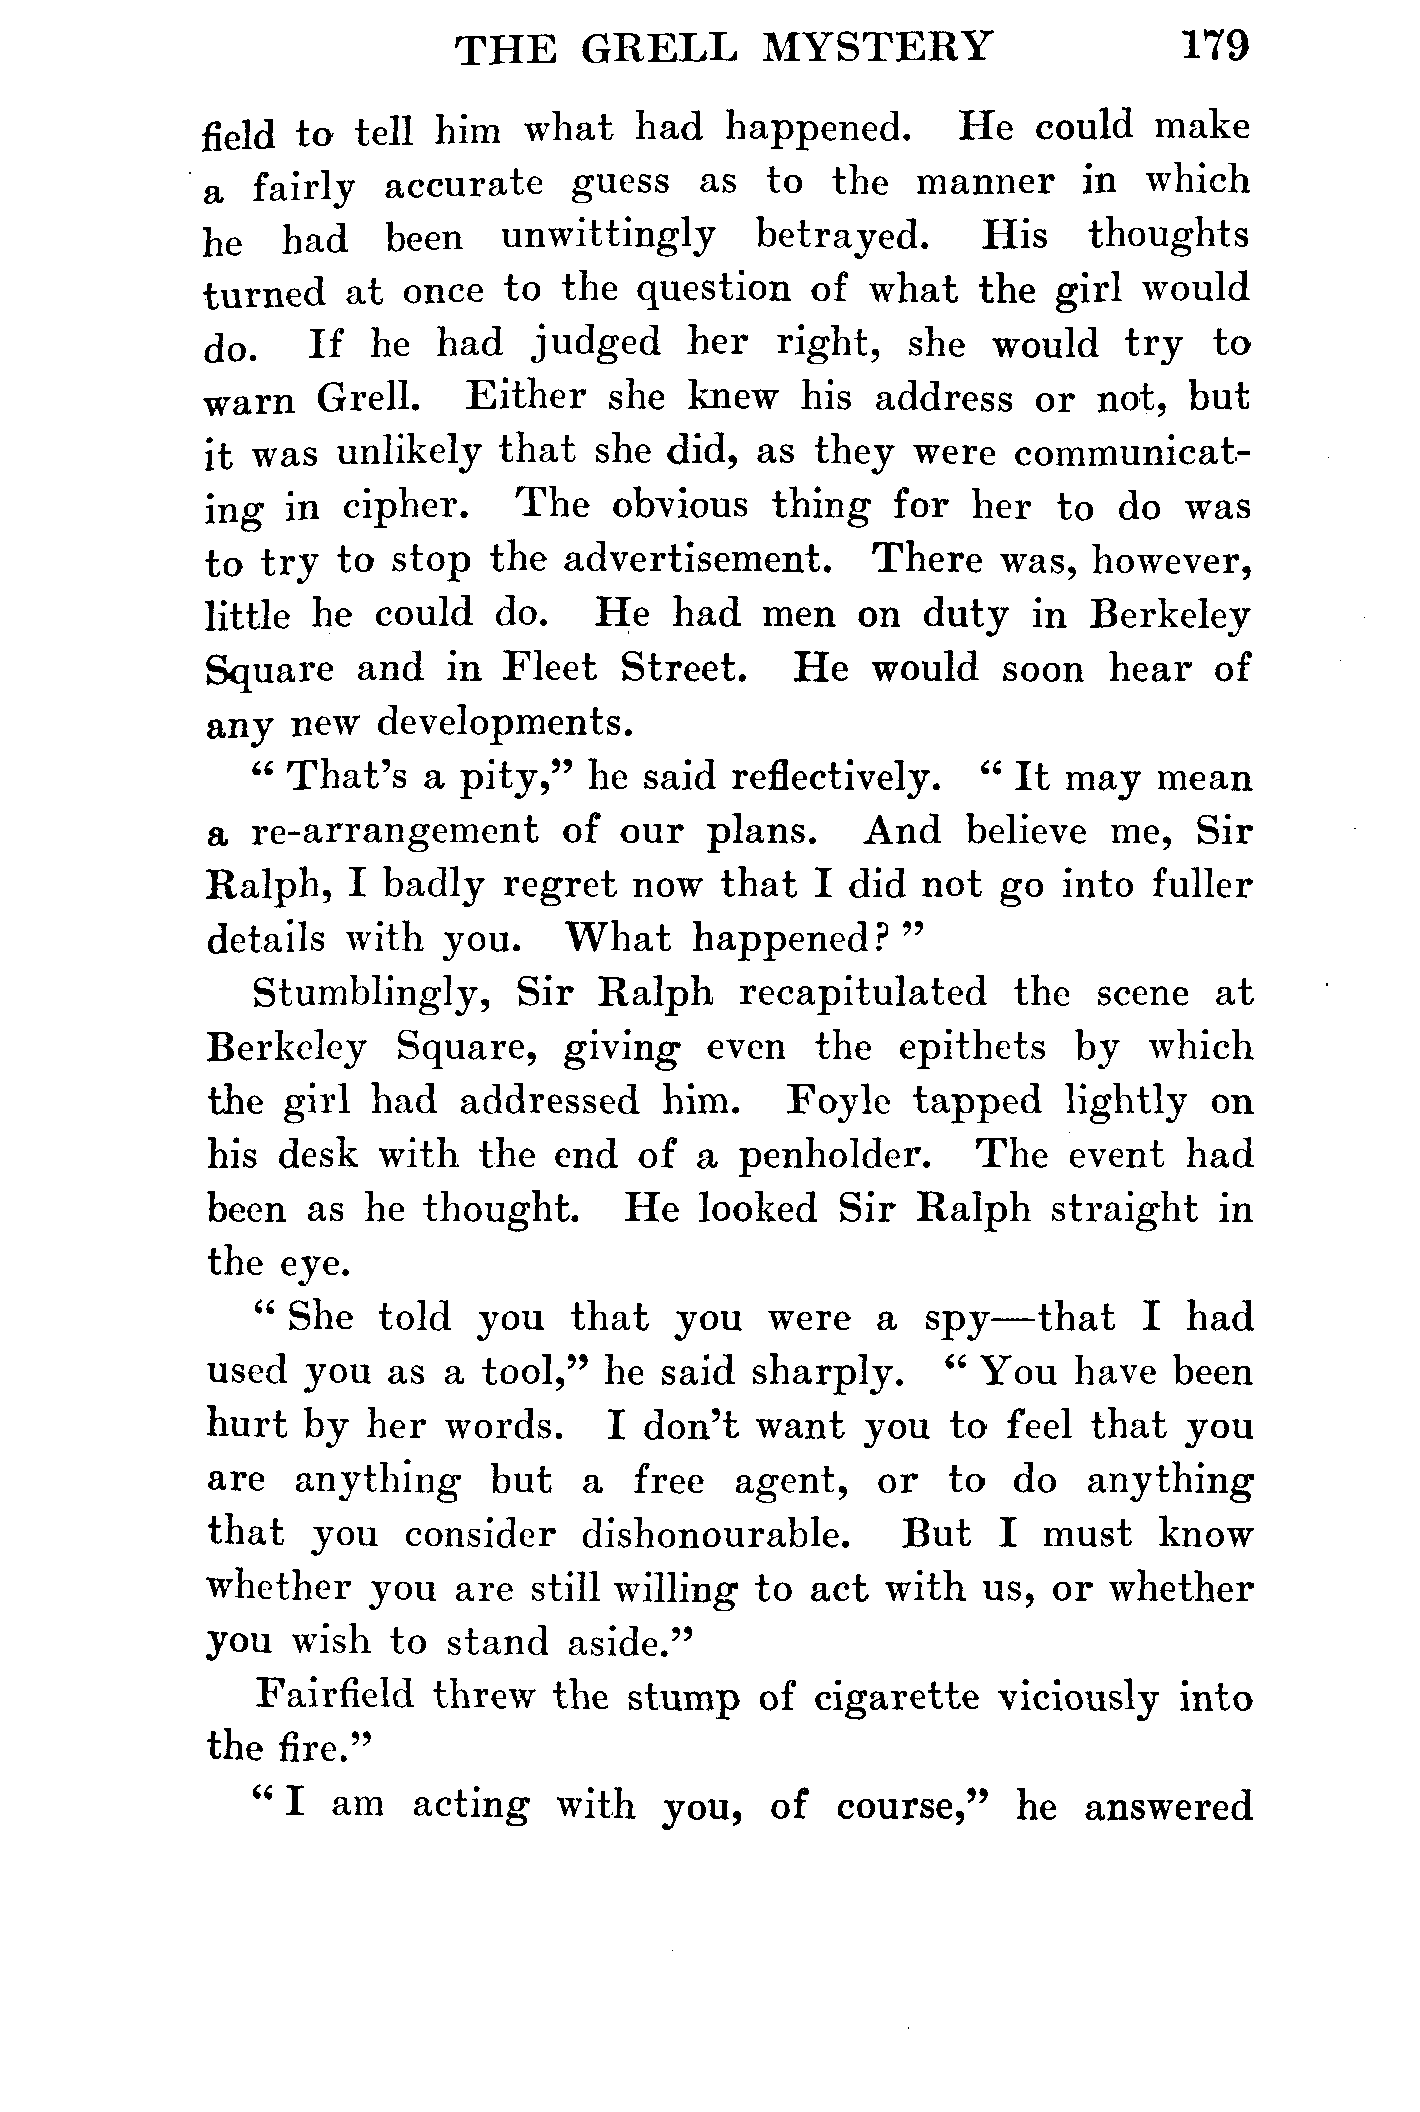 THE GRELL MYSTERY 179
field to tell him what had happened. He could make
a fairly accurate guess as to the manner in which
he had been unwittingly betrayed. His thoughts
turned at once to the question of what the girl would
do. If he had judged her right, she would try to
warn Grell. Either she knew his address or not, but
it was unlikely that she did, as they were communicat-
ing in cipher. The obvious thing for her to do was
to try to stop the advertisement. There was, however,
little he could do. He had men on duty in Berkeley
Square and in Fleet Street. He would soon hear of
any new developments.
“ That’s a pity,” he said reflectively. “ It may mean
a re-arrangement of our plans. And believe me, Sir
Ralph, I badly regret now that I did not go into fuller
details with you. What happened? ”
Stumblingly, Sir Ralph recapitulated the scene at
Berkeley Square, giving even the epithets by which
the girl had addressed him. Foyle tapped lightly on
his desk with the end of a penholder. The event had
been as he thought. He looked Sir Ralph straight in
the eye.
“ She told you that you were a spy—that I had
used you as a tool,” he said sharply. “ You have been
hurt by her words. I don’t want you to feel that you
are anything but a free agent, or to do anything
that you consider dishonourable. But I must know
whether you are still willing to act with us, or whether
you wish to stand aside.”
Fairfield threw the stump of cigarette viciously into
the fire.”
“ I am acting with you, of course,” he answered